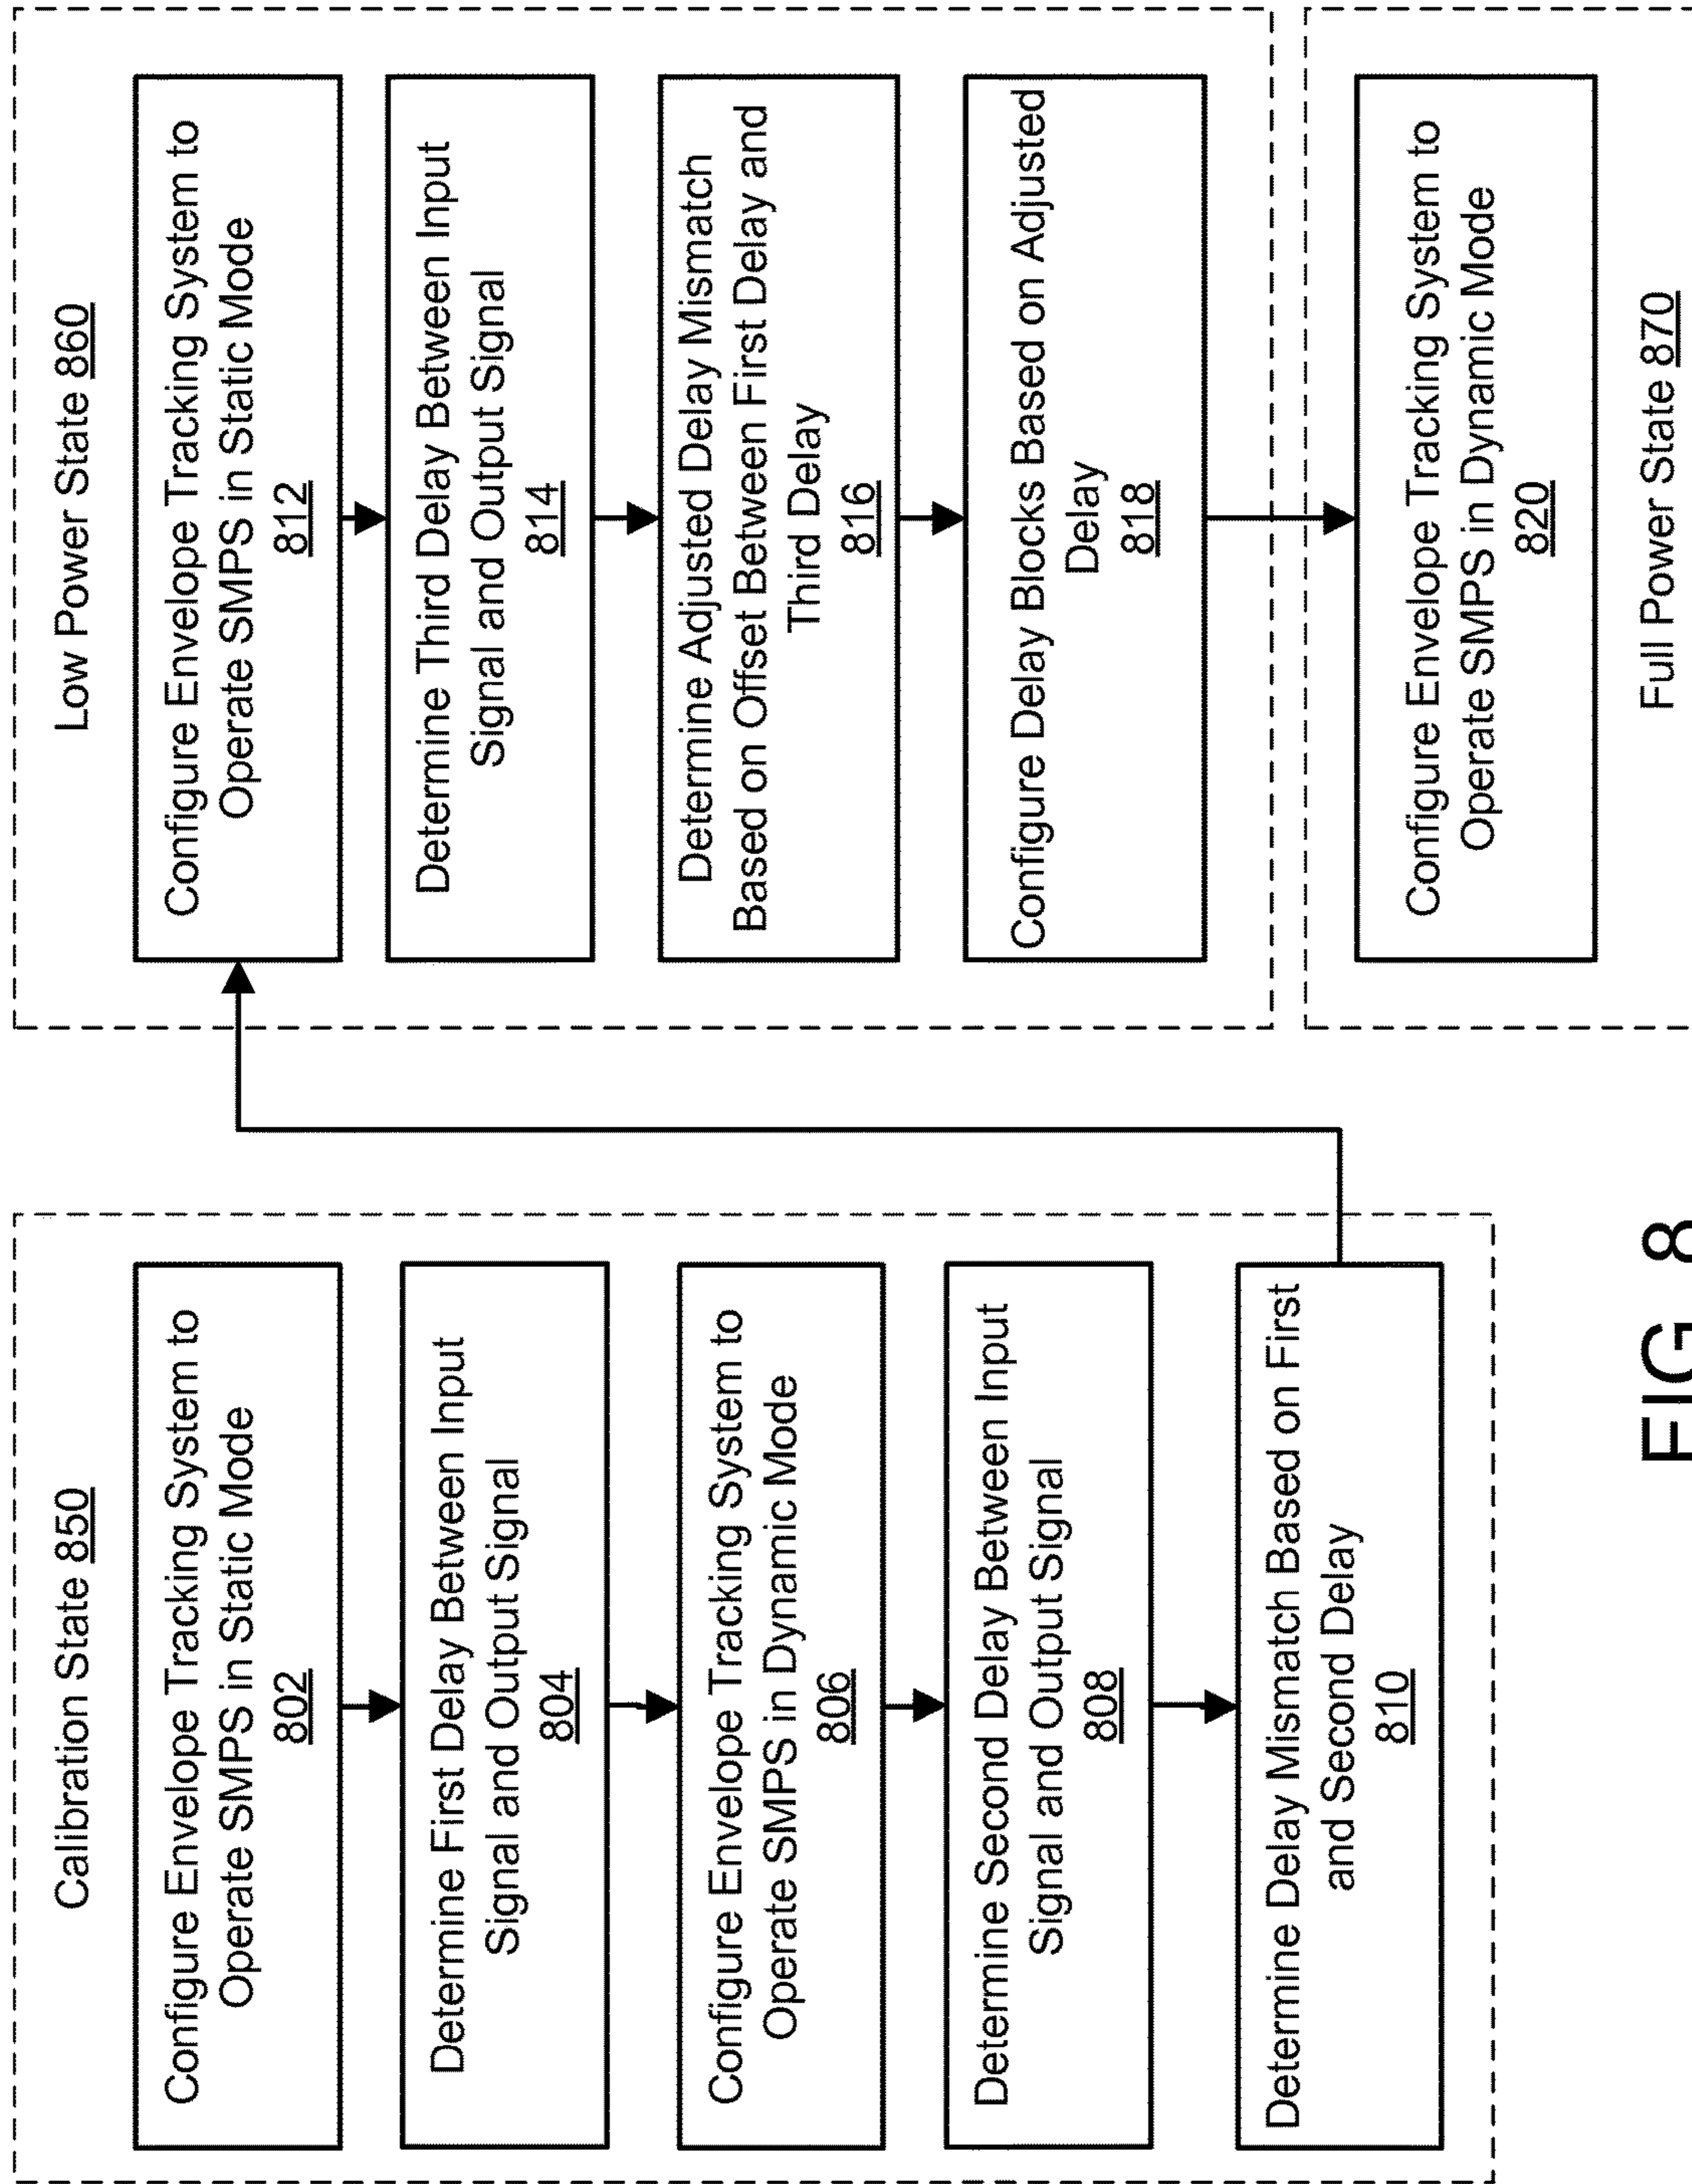 Calibration State 850
Configure Envelope Tracking System to
Operate SMPS in Static Mode
802
Determine First Delay Between Input
Signal and Output Signal
804
Configure Envelope Tracking System to
Operate SMPS in Dynamic Mode
806
Determine Second Delay Between Input
Signal and Output Signal
808
Determine Delay Mismatch Based on First
and Second Delay
810
Low Power State 860
Configure Envelope Tracking System to
Operate SMPS in Static Mode
812
Determine Third Delay Between Input
Signal and Output Signal
814
Determine Adjusted Delay Mismatch
Based on Offset Between First Delay and
Third Delay
816
Configure Delay Blocks Based on Adjusted
Delay
818
Configure Envelope Tracking System to
Operate SMPS in Dynamic Mode
820
Full Power State 870
FIG. 8